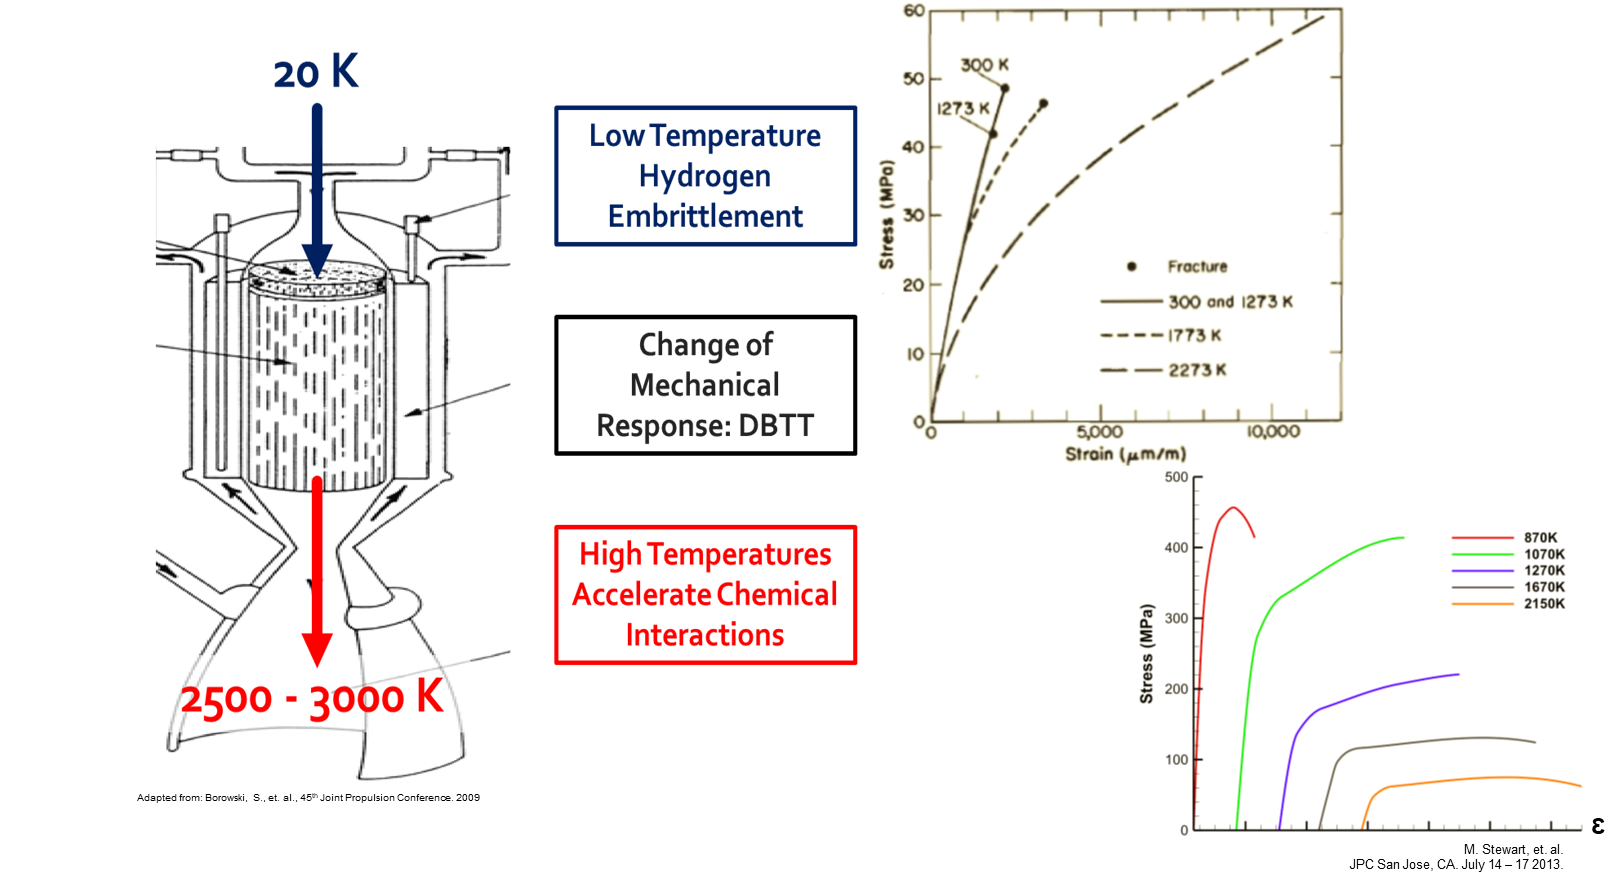 20 K
2500 - 3000 K
Adapted from: Borowski, S., et. al., 45th Joint Propulsion Conference. 2009
Low Temperature
Hydrogen
Embrittlement
Change of
Mechanical
Response: DBTT
High Temperatures
Accelerate Chemical
Interactions
60
50
40
30
20
10
0
Stress (MPa)
300 K
1273 K
Fracture
300 and 1273 K
1773 K
2273 K
0
5,000
10,000
Strain (μm/m)
500
400
300
200
100
0
Stress (MPa)
870K
1070K
1270K
1670K
2150K
ε
M. Stewart, et. al.
JPC San Jose, CA. July 14 – 17 2013.